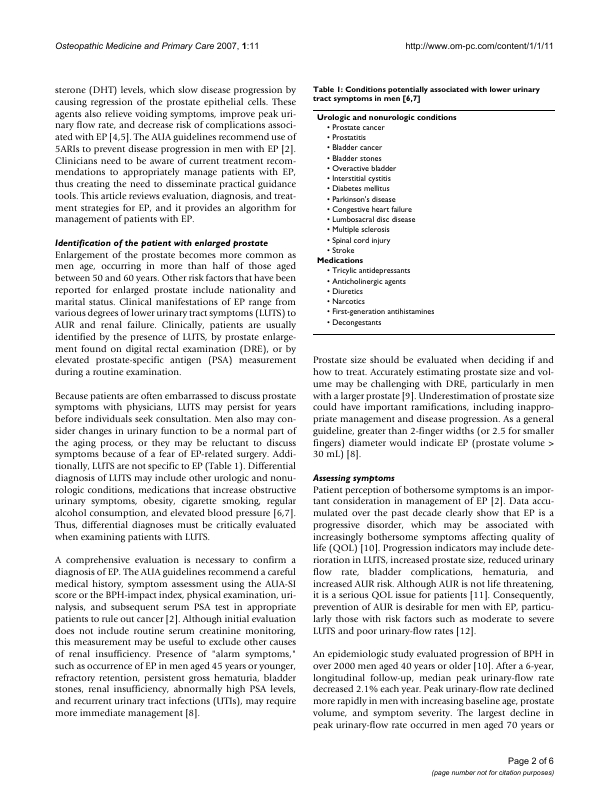 Osteopathic Medicine and Primary Care 2007, 1:11
http://www.om-pc.com/content/1/1/11
sterone (DHT) levels, which slow disease progression by
causing regression of the prostate epithelial cells. These
agents also relieve voiding symptoms, improve peak uri-
nary flow rate, and decrease risk of complications associ-
ated with EP [4,5]. The AUA guidelines recommend use of
5ARIs to prevent disease progression in men with EP [2].
Clinicians need to be aware of current treatment recom-
mendations to appropriately manage patients with EP,
thus creating the need to disseminate practical guidance
tools. This article reviews evaluation, diagnosis, and treat-
ment strategies for EP, and it provides an algorithm for
management of patients with EP.
Identification of the patient with enlarged prostate
Enlargement of the prostate becomes more common as
men age, occurring in more than half of those aged
between 50 and 60 years. Other risk factors that have been
reported for enlarged prostate include nationality and
marital status. Clinical manifestations of EP range from
various degrees of lower urinary tract symptoms (LUTS) to
AUR and renal failure. Clinically, patients are usually
identified by the presence of LUTS, by prostate enlarge-
ment found on digital rectal examination (DRE), or by
elevated prostate-specific antigen (PSA) measurement
during a routine examination.
Because patients are often embarrassed to discuss prostate
symptoms with physicians, LUTS may persist for years
before individuals seek consultation. Men also may con-
sider changes in urinary function to be a normal part of
the aging process, or they may be reluctant to discuss
symptoms because of a fear of EP-related surgery. Addi-
tionally, LUTS are not specific to EP (Table 1). Differential
diagnosis of LUTS may include other urologic and nonu-
rologic conditions, medications that increase obstructive
urinary symptoms, obesity, cigarette smoking, regular
alcohol consumption, and elevated blood pressure [6,7].
Thus, differential diagnoses must be critically evaluated
when examining patients with LUTS.
A comprehensive evaluation is necessary to confirm a
diagnosis of EP. The AUA guidelines recommend a careful
medical history, symptom assessment using the AUA-SI
score or the BPH-impact index, physical examination, uri-
nalysis, and subsequent serum PSA test in appropriate
patients to rule out cancer [2]. Although initial evaluation
does not include routine serum creatinine monitoring,
this measurement may be useful to exclude other causes
of renal insufficiency. Presence of "alarm symptoms,"
such as occurrence of EP in men aged 45 years or younger,
refractory retention, persistent gross hematuria, bladder
stones, renal insufficiency, abnormally high PSA levels,
and recurrent urinary tract infections (UTIs), may require
more immediate management [8].
Table 1: Conditions potentially associated with lower urinary
tract symptoms in men [6,7]
Urologic and nonurologic conditions
• Prostate cancer
• Prostatitis
• Bladder cancer
• Bladder stones
• Overactive bladder
• Interstitial cystitis
• Diabetes mellitus
• Parkinson's disease
• Congestive heart failure
• Lumbosacral disc disease
• Multiple sclerosis
• Spinal cord injury
• Stroke
Medications
• Tricylic antidepressants
• Anticholinergic agents
• Diuretics
• Narcotics
• First-generation antihistamines
• Decongestants
Prostate size should be evaluated when deciding if and
how to treat. Accurately estimating prostate size and vol-
ume may be challenging with DRE, particularly in men
with a larger prostate [9]. Underestimation of prostate size
could have important ramifications, including inappro-
priate management and disease progression. As a general
guideline, greater than 2-finger widths (or 2.5 for smaller
fingers) diameter would indicate EP (prostate volume >
30 mL) [8].
Assessing symptoms
Patient perception of bothersome symptoms is an impor-
tant consideration in management of EP [2]. Data accu-
mulated over the past decade clearly show that EP is a
progressive disorder, which may be associated with
increasingly bothersome symptoms affecting quality of
life (QOL) [10]. Progression indicators may include dete-
rioration in LUTS, increased prostate size, reduced urinary
flow rate, bladder complications, hematuria, and
increased AUR risk. Although AUR is not life threatening,
it is a serious QOL issue for patients [11]. Consequently,
prevention of AUR is desirable for men with EP, particu-
larly those with risk factors such as moderate to severe
LUTS and poor urinary-flow rates [12].
An epidemiologic study evaluated progression of BPH in
over 2000 men aged 40 years or older [10]. After a 6-year,
longitudinal follow-up, median peak urinary-flow rate
decreased 2.1% each year. Peak urinary-flow rate declined
more rapidly in men with increasing baseline age, prostate
volume, and symptom severity. The largest decline in
peak urinary-flow rate occurred in men aged 70 years or
Page 2 of 6
(page number not for citation purposes)